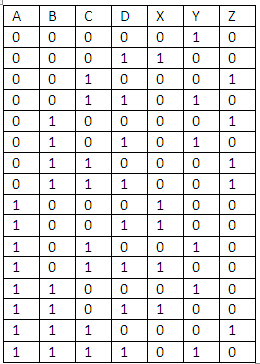 A B C D X Y Z
0 0 0 0 0 1 0
0 0 0 1 1 0 0
0 0 1 0 0 0 1
0 0 1 1 0 1 0
0 1 0 0 0 0 1
0 1 0 1 0 1 0
0 1 1 0 0 0 1
0 1 1 1 0 0 1
1 0 0 0 1 0 0
1 0 0 1 1 0 0
1 0 1 0 0 1 0
1 0 1 1 1 0 0
1 1 0 0 0 1 0
1 1 0 1 1 0 0
1 1 1 0 0 0 1
1 1 1 1 0 1 0